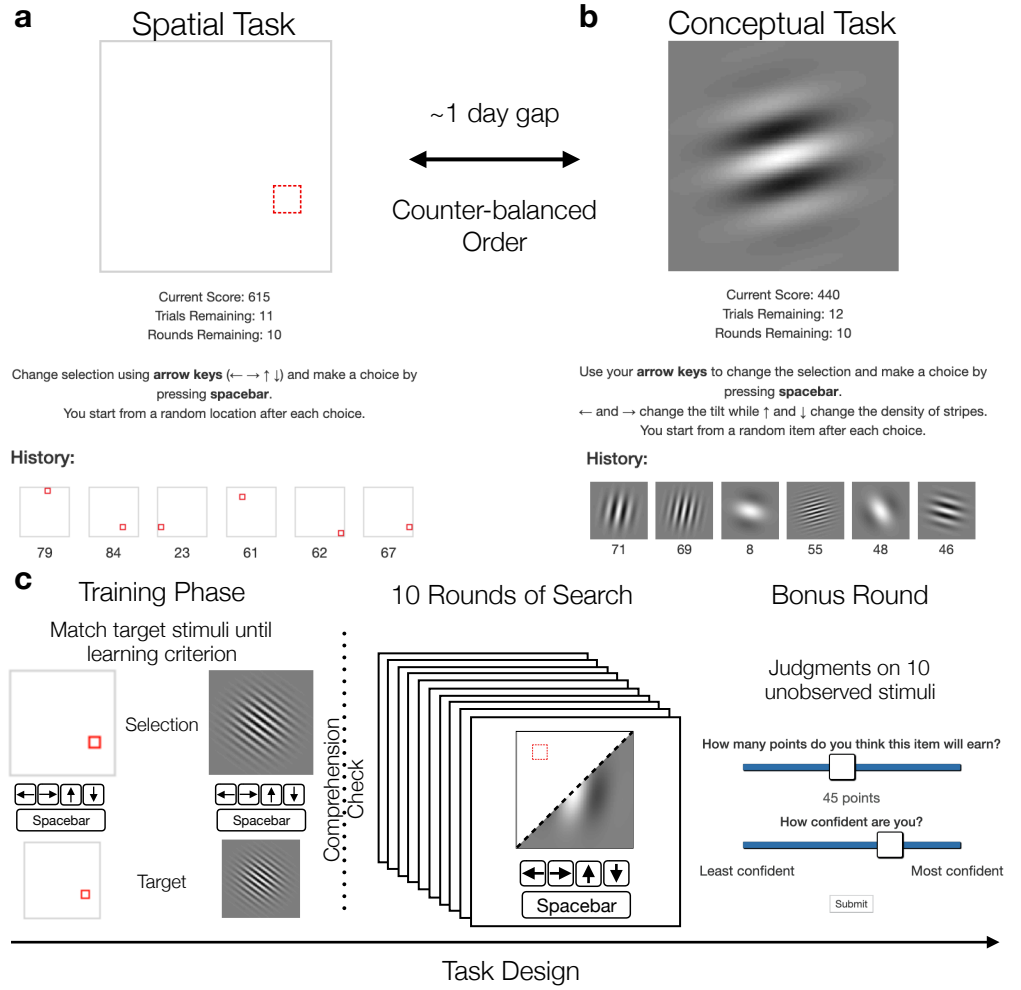 a
Spatial Task
b
Conceptual Task
~1 day gap
Counter-balanced
Order
Current Score: 615
Trials Remaining: 11
Rounds Remaining: 10
Current Score: 440
Trials Remaining: 12
Rounds Remaining: 10
Change selection using arrow keys (← → ↑ ↓) and make a choice by
pressing spacebar.
You start from a random location after each choice.
Use your arrow keys to change the selection and make a choice by
pressing spacebar.
← and → change the tilt while ↑ and ↓ change the density of stripes.
You start from a random item after each choice.
History:
79 84 23 61 62 67
History:
71 69 8 55 48 46
c
Training Phase
Match target stimuli until
learning criterion
Selection
← → ↑ ↓
Spacebar
← → ↑ ↓
Spacebar
Target
Comprehension
Check
10 Rounds of Search
← → ↑ ↓
Spacebar
Bonus Round
Judgments on 10
unobserved stimuli
How many points do you think this item will earn?
45 points
How confident are you?
Least confident
Most confident
Submit
Task Design